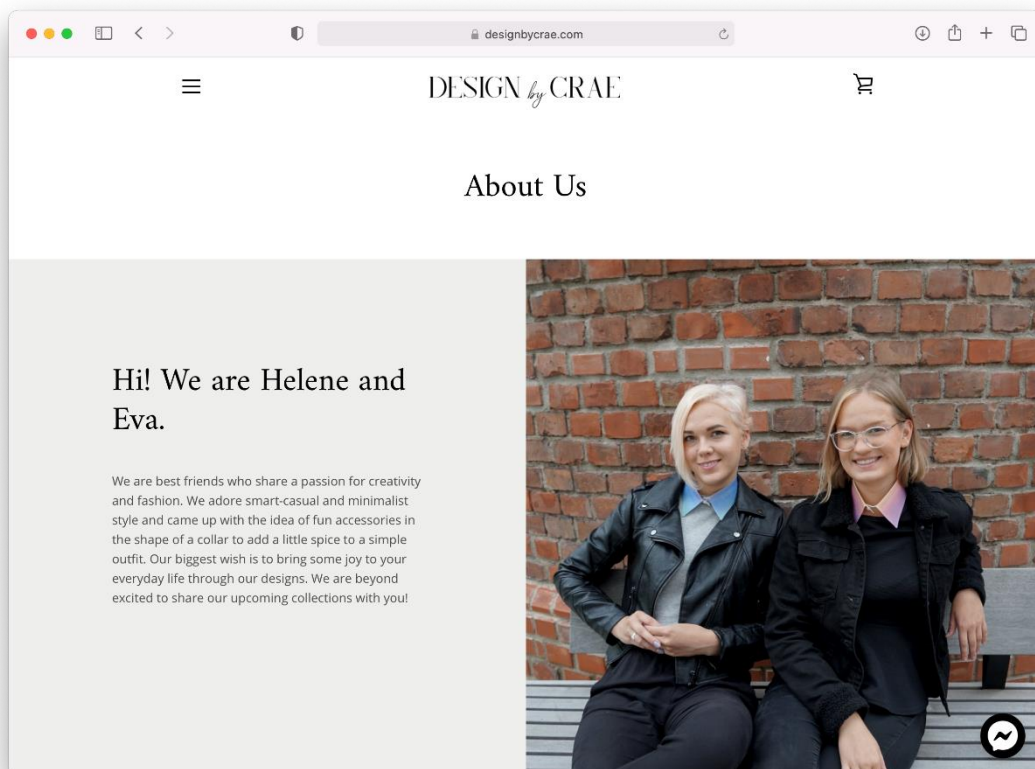 designbycrae.com
DESIGN by CRAE
About Us
Hi! We are Helene and
Eva.
We are best friends who share a passion for creativity
and fashion. We adore smart-casual and minimalist
style and came up with the idea of fun accessories in
the shape of a collar to add a little spice to a simple
outfit. Our biggest wish is to bring some joy to your
everyday life through our designs. We are beyond
excited to share our upcoming collections with you!